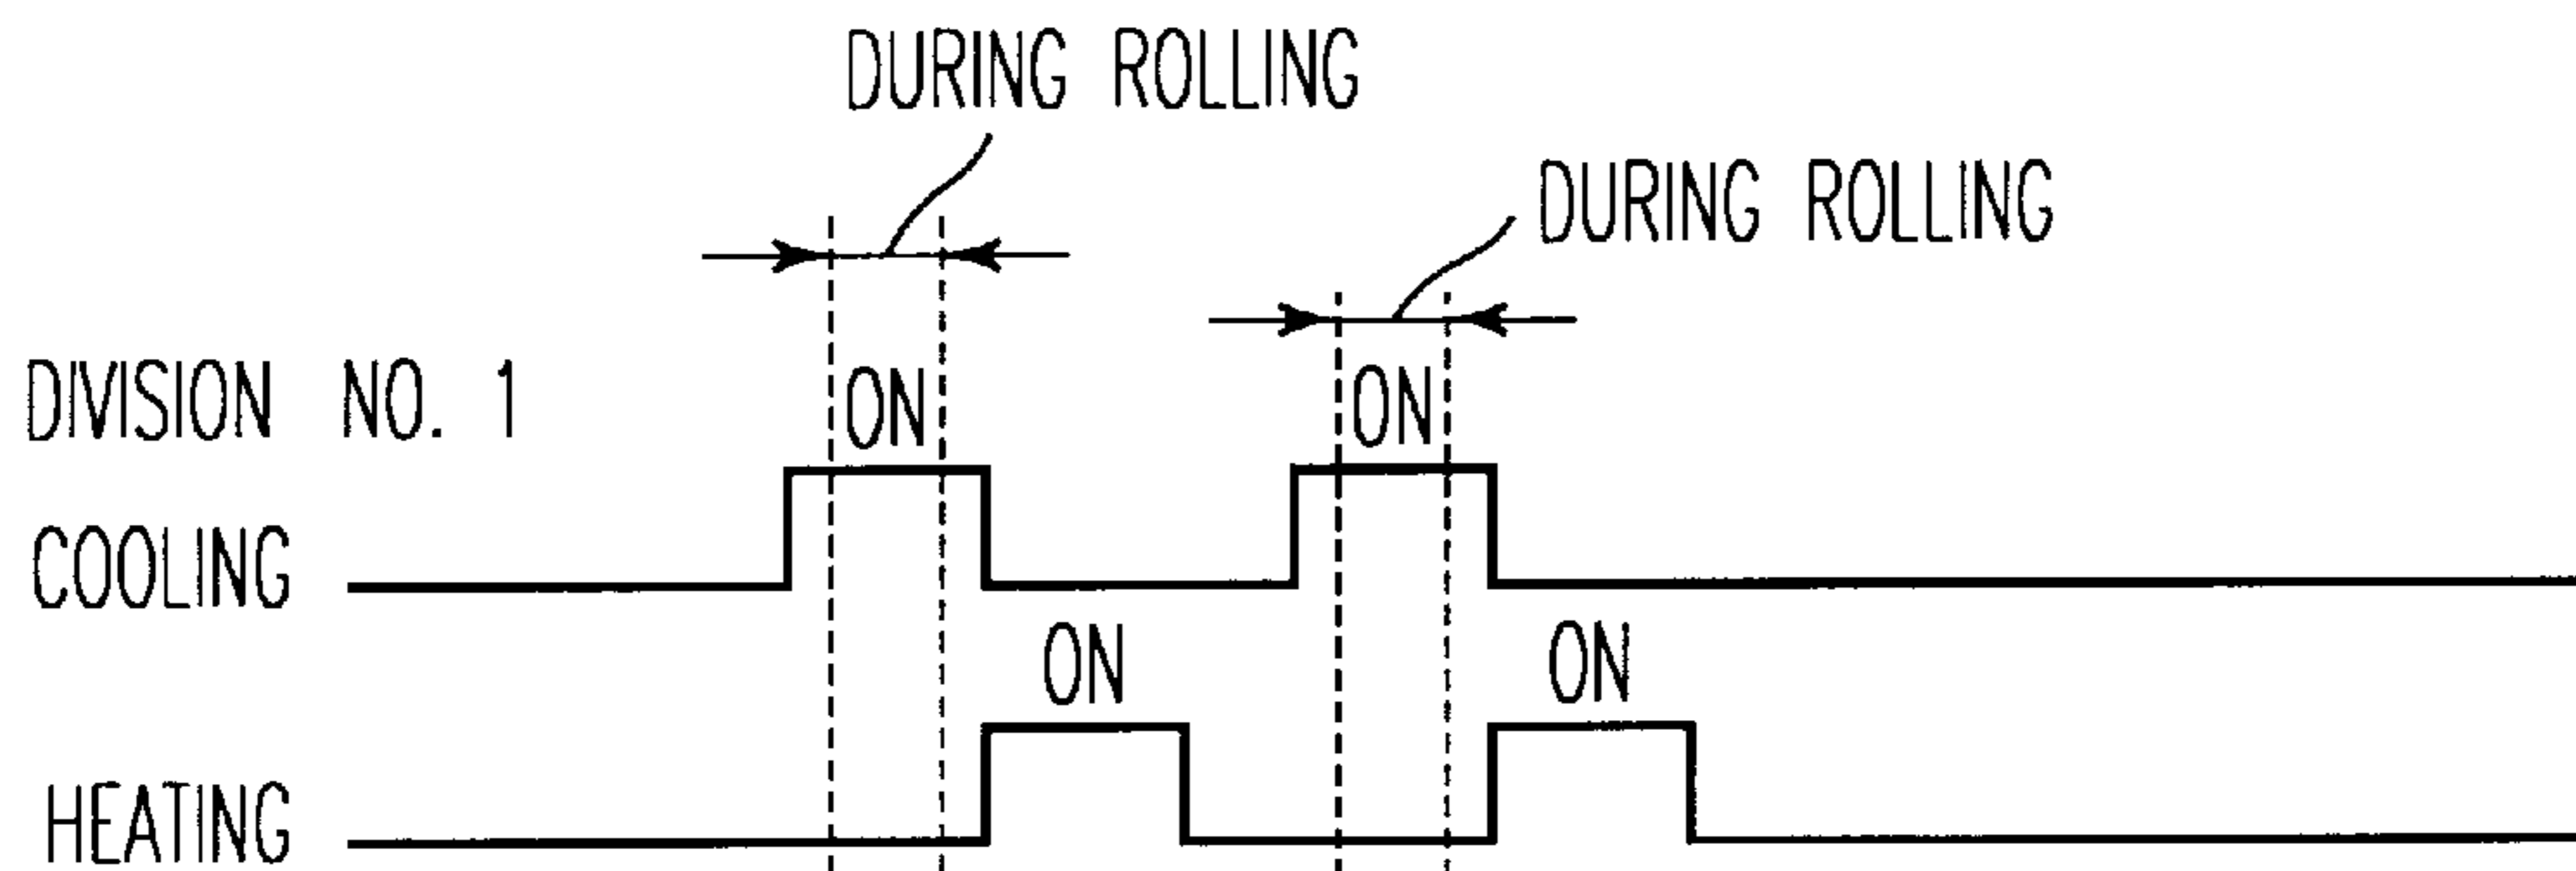 DURING ROLLING
DURING ROLLING
DIVISION NO. 1
ON
ON
COOLING
ON
ON
HEATING